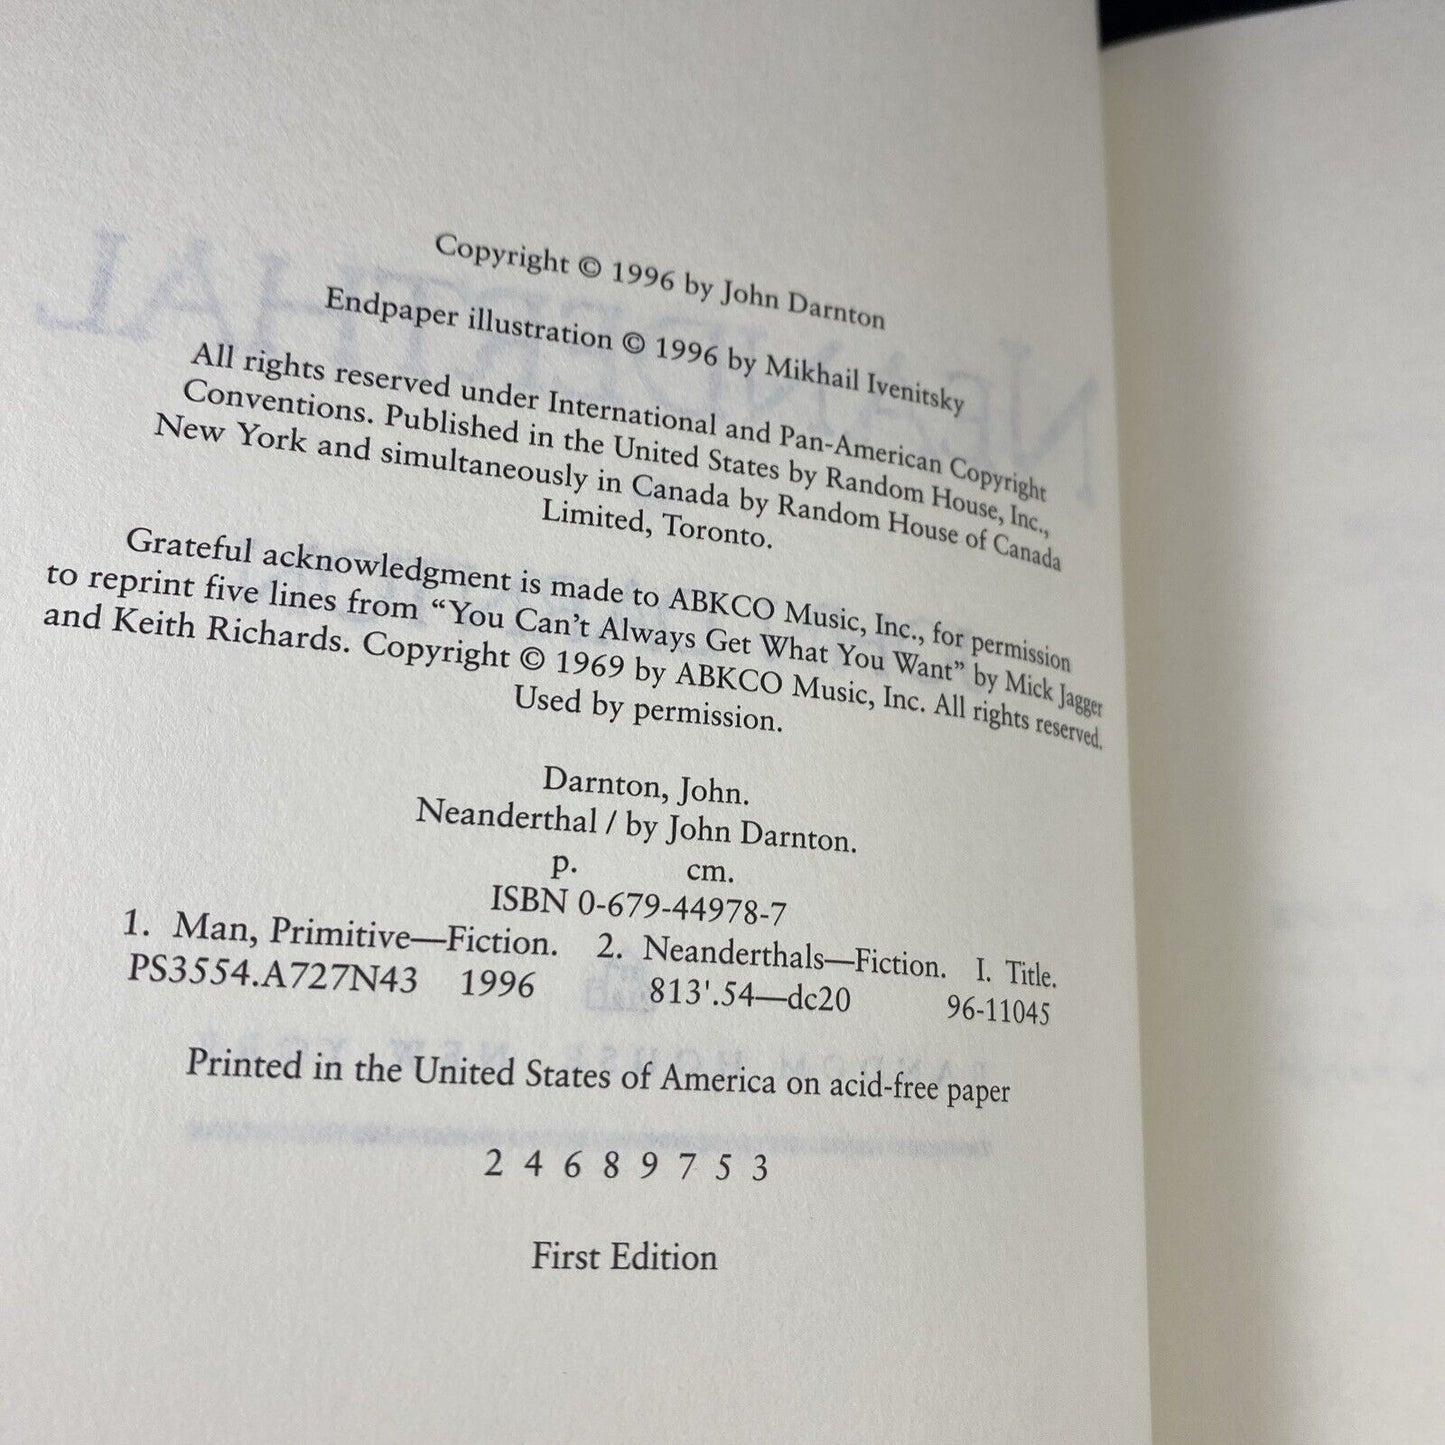 Copyright © 1996 by John Darnton
Endpaper illustration © 1996 by Mikhail Ivenitsky
All rights reserved under International and Pan-American Copyright
Conventions. Published in the United States by Random House, Inc.,
New York and simultaneously in Canada by Random House of Canada
Limited, Toronto.
Grateful acknowledgment is made to ABKCO Music, Inc., for permission
to reprint five lines from “You Can’t Always Get What You Want” by Mick Jagger
and Keith Richards. Copyright © 1969 by ABKCO Music, Inc. All rights reserved.
Used by permission.
Darnton, John.
Neanderthal / by John Darnton.
p. cm.
ISBN 0-679-44978-7
1. Man, Primitive—Fiction. 2. Neanderthals—Fiction. I. Title.
PS3554.A727N43 1996 813'.54—dc20 96-11045
Printed in the United States of America on acid-free paper
2 4 6 8 9 7 5 3
First Edition
NEANDERTHAL
RANDOM HOUSE NEW YORK